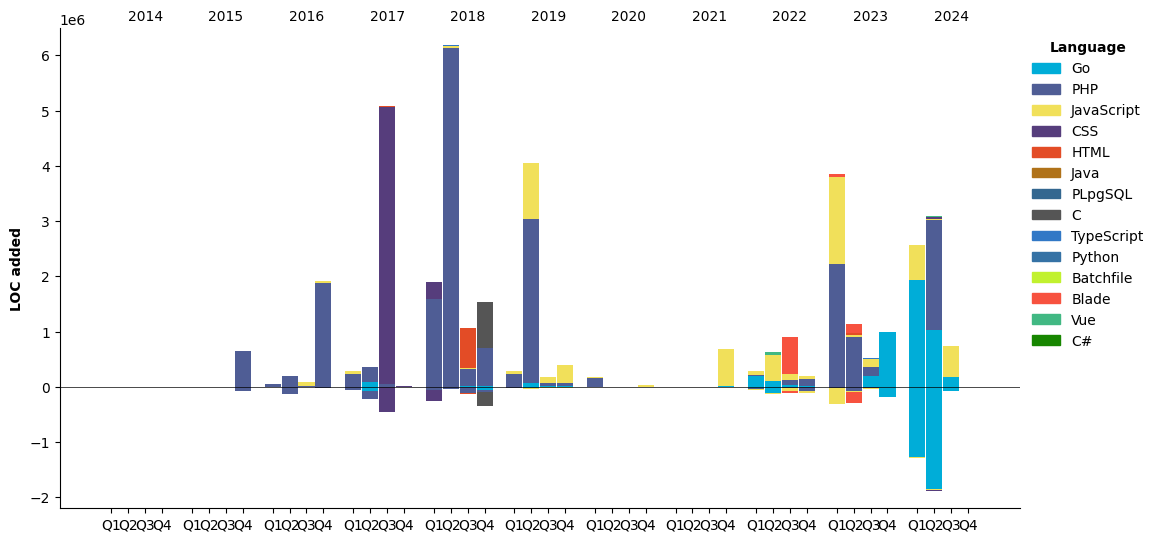 1e6
2014 2015 2016 2017 2018 2019 2020 2021 2022 2023 2024
LOC added
6
5
4
3
2
1
0
−1
−2
Q1Q2Q3Q4 Q1Q2Q3Q4 Q1Q2Q3Q4 Q1Q2Q3Q4 Q1Q2Q3Q4 Q1Q2Q3Q4 Q1Q2Q3Q4 Q1Q2Q3Q4 Q1Q2Q3Q4 Q1Q2Q3Q4 Q1Q2Q3Q4
Language
Go
PHP
JavaScript
CSS
HTML
Java
PLpgSQL
C
TypeScript
Python
Batchfile
Blade
Vue
C#